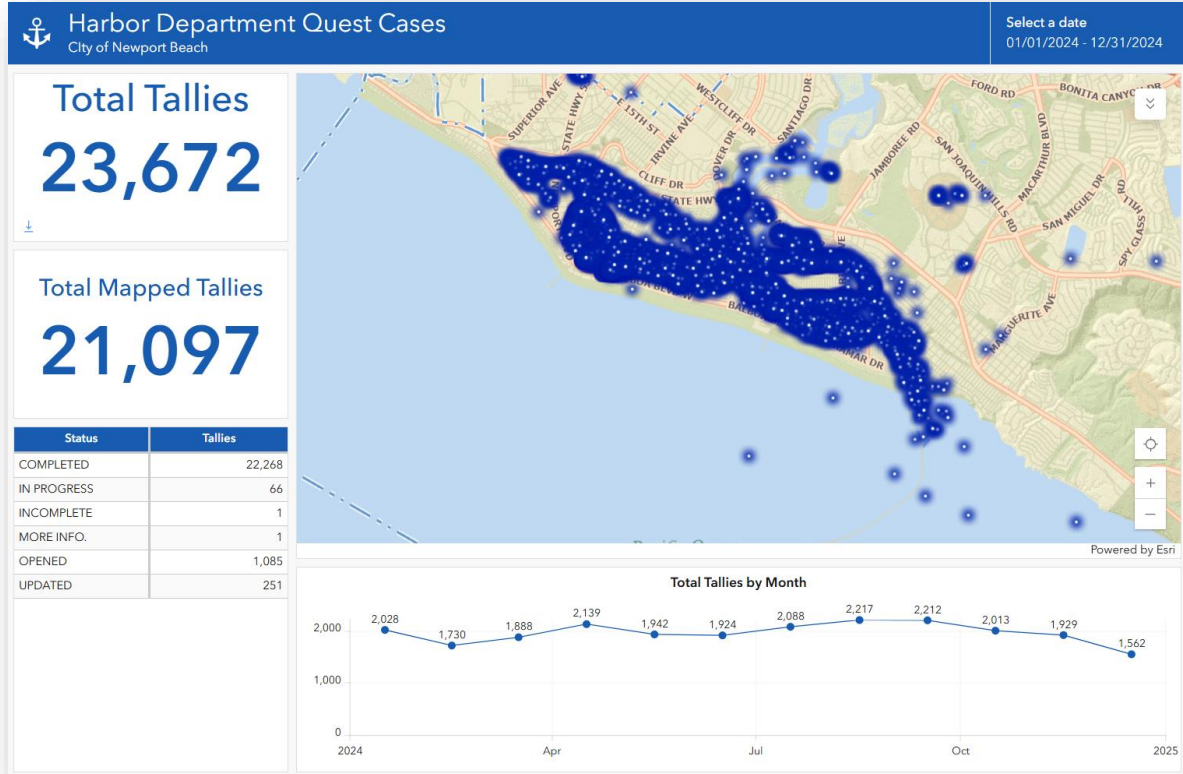 Harbor Department Quest Cases
CIty of Newport Beach
Select a date
01/01/2024 - 12/31/2024
Total Tallies
23,672
Total Mapped Tallies
21,097
Status Tallies
COMPLETED 22,268
IN PROGRESS 66
INCOMPLETE 1
MORE INFO. 1
OPENED 1,085
UPDATED 251
SUPERIOR AVE
STATE HWY
E 15TH ST
IRVINE AVE
WESTCLIFF DR
DOVER DR
SANTIAGO DR
CLIFF DR
STATE HWY
JAMBOREE RD
FORD RD
BONITA CANYON DR
MACARTHUR BLVD
SAN JOAQUIN HILLS RD
SAN MIGUEL DR
SPY GLASS HILL RD
MARGUERITE AVE
Powered by Esri
Total Tallies by Month
2,028 1,730 1,888 2,139 1,942 1,924 2,088 2,217 2,212 2,013 1,929 1,562
2,000
1,000
0
2024 Apr Jul Oct 2025